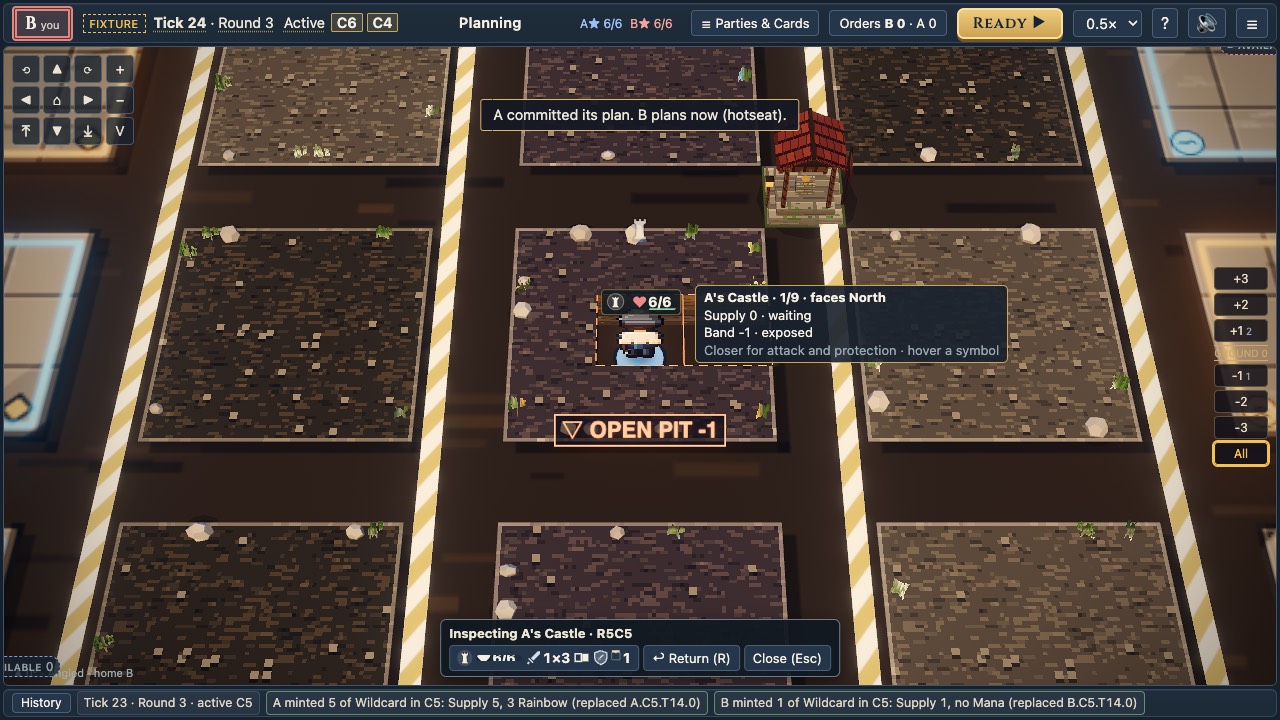 B you FIXTURE Tick 24 · Round 3 Active C6 C4 Planning A★ 6/6 B★ 6/6 ≡ Parties & Cards Orders B 0 · A 0 READY ▶ 0.5× ?
A committed its plan. B plans now (hotseat).
V
6/6
A's Castle · 1/9 · faces North
Supply 0 · waiting
Band -1 · exposed
Closer for attack and protection · hover a symbol
OPEN PIT -1
+3
+2
+1 2
-1 1
-2
-3
All
Inspecting A's Castle · R5C5
1×3 1 Return (R) Close (Esc)
ILABLE 0
home B
History Tick 23 · Round 3 · active C5 A minted 5 of Wildcard in C5: Supply 5, 3 Rainbow (replaced A.C5.T14.0) B minted 1 of Wildcard in C5: Supply 1, no Mana (replaced B.C5.T14.0)